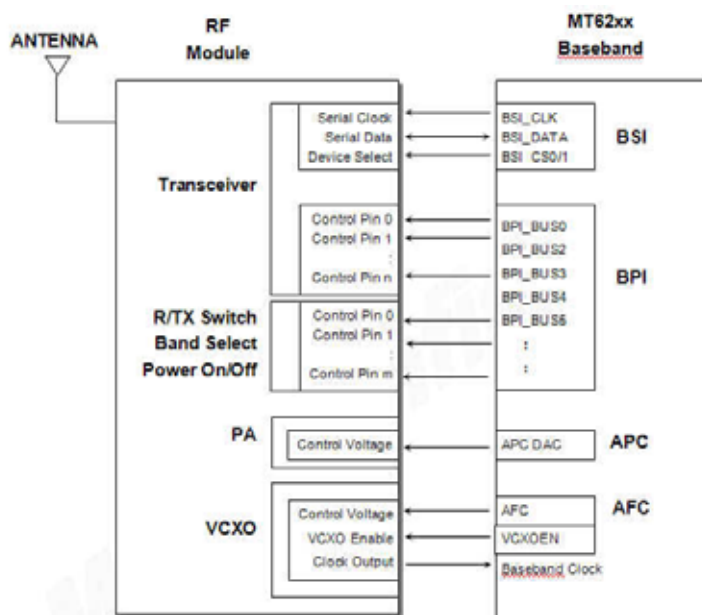 ANTENNA
RF
Module
MT62xx
Baseband
Transceiver
Serial Clock
Serial Data
Device Select
BSI_CLK
BSI_DATA
BSI CS0/1
BSI
Control Pin 0
Control Pin 1
:
Control Pin n
BPI_BUS0
BPI_BUS2
BPI_BUS3
BPI_BUS4
BPI_BUS5
:
:
BPI
R/TX Switch
Band Select
Power On/Off
Control Pin 0
Control Pin 1
:
Control Pin m
PA
Control Voltage
APC DAC
APC
VCXO
Control Voltage
VCXO Enable
Clock Output
AFC
VCXOEN
Baseband Clock
AFC